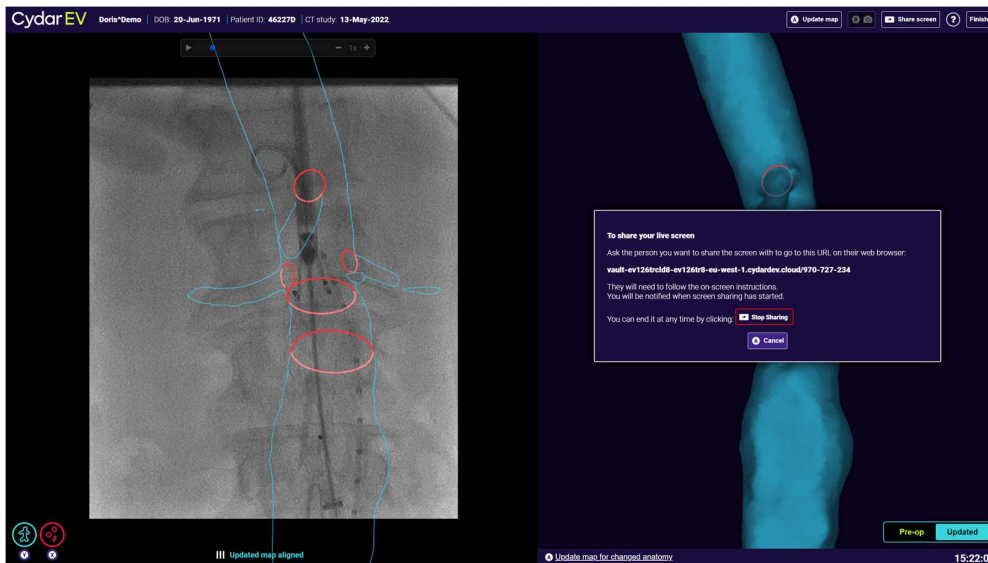 Cydar EV
Doris^Demo | DOB: 20-Jun-1971 | Patient ID: 46227D | CT study: 13-May-2022
A Update map
Share screen
?
Finish
1x
To share your live screen
Ask the person you want to share the screen with to go to this URL on their web browser:
vault-ev126trcld8-ev126tr8-eu-west-1.cydardev.cloud/970-727-234
They will need to follow the on-screen instructions.
You will be notified when screen sharing has started.
You can end it at any time by clicking: Stop Sharing
A Cancel
Pre-op
Updated
Y
X
Updated map aligned
A Update map for changed anatomy